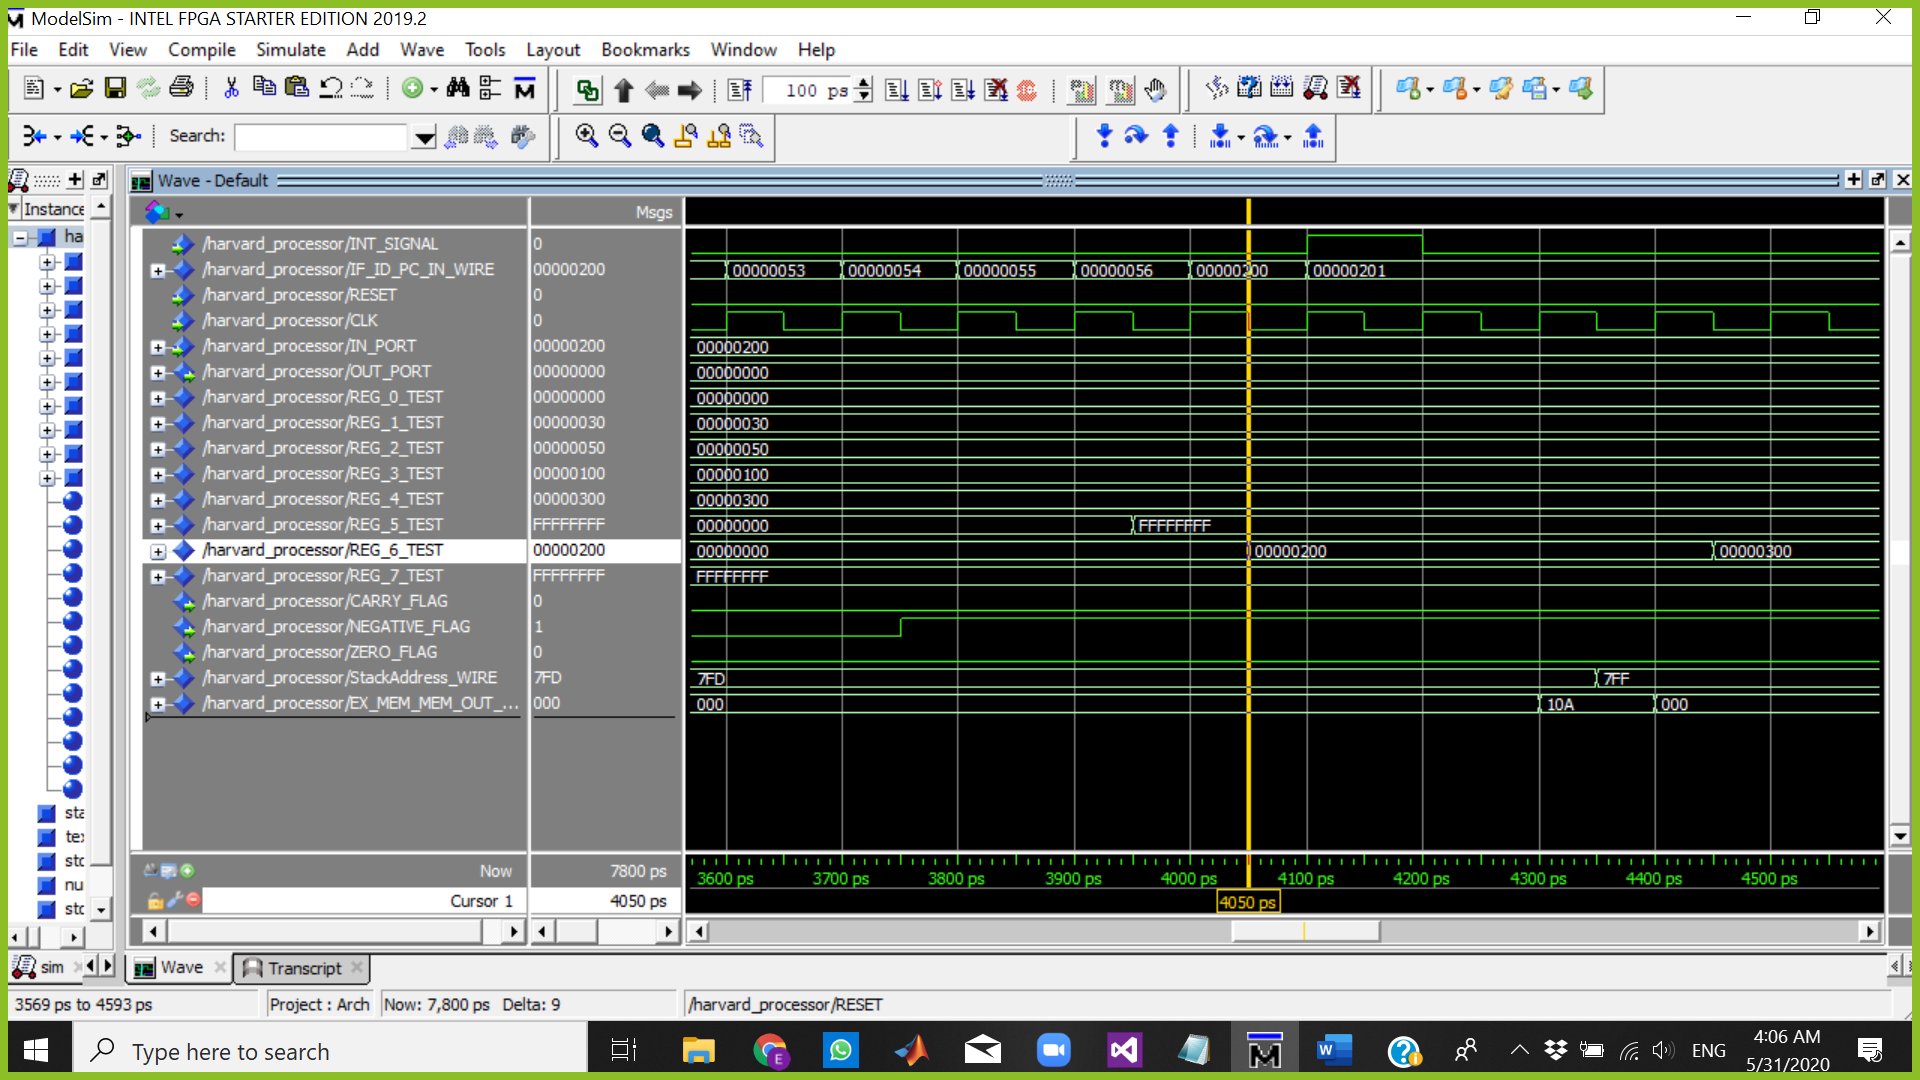 ModelSim - INTEL FPGA STARTER EDITION 2019.2
File Edit View Compile Simulate Add Wave Tools Layout Bookmarks Window Help
100 ps
Search:
Wave - Default
Instance
Msgs
ha
/harvard_processor/INT_SIGNAL 0
/harvard_processor/IF_ID_PC_IN_WIRE 00000200 00000053 00000054 00000055 00000056 00000200 00000201
/harvard_processor/RESET 0
/harvard_processor/CLK 0
/harvard_processor/IN_PORT 00000200 00000200
/harvard_processor/OUT_PORT 00000000 00000000
/harvard_processor/REG_0_TEST 00000000 00000000
/harvard_processor/REG_1_TEST 00000030 00000030
/harvard_processor/REG_2_TEST 00000050 00000050
/harvard_processor/REG_3_TEST 00000100 00000100
/harvard_processor/REG_4_TEST 00000300 00000300
/harvard_processor/REG_5_TEST FFFFFFFF 00000000 FFFFFFFF
/harvard_processor/REG_6_TEST 00000200 00000000 00000200 00000300
/harvard_processor/REG_7_TEST FFFFFFFF FFFFFFFF
/harvard_processor/CARRY_FLAG 0
/harvard_processor/NEGATIVE_FLAG 1
/harvard_processor/ZERO_FLAG 0
/harvard_processor/StackAddress_WIRE 7FD 7FD 7FF
/harvard_processor/EX_MEM_MEM_OUT_... 000 000 10A 000
sta
tex
std
nu
std
Now 7800 ps 3600 ps 3700 ps 3800 ps 3900 ps 4000 ps 4100 ps 4200 ps 4300 ps 4400 ps 4500 ps
Cursor 1 4050 ps 4050 ps
sim Wave Transcript
3569 ps to 4593 ps Project : Arch Now: 7,800 ps Delta: 9 /harvard_processor/RESET
Type here to search
E
W
ENG
4:06 AM
5/31/2020